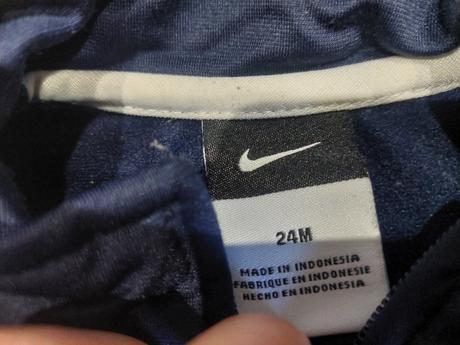 24M
MADE IN INDONESIA
FABRIQUE EN INDONESIE
HECHO EN INDONESIA